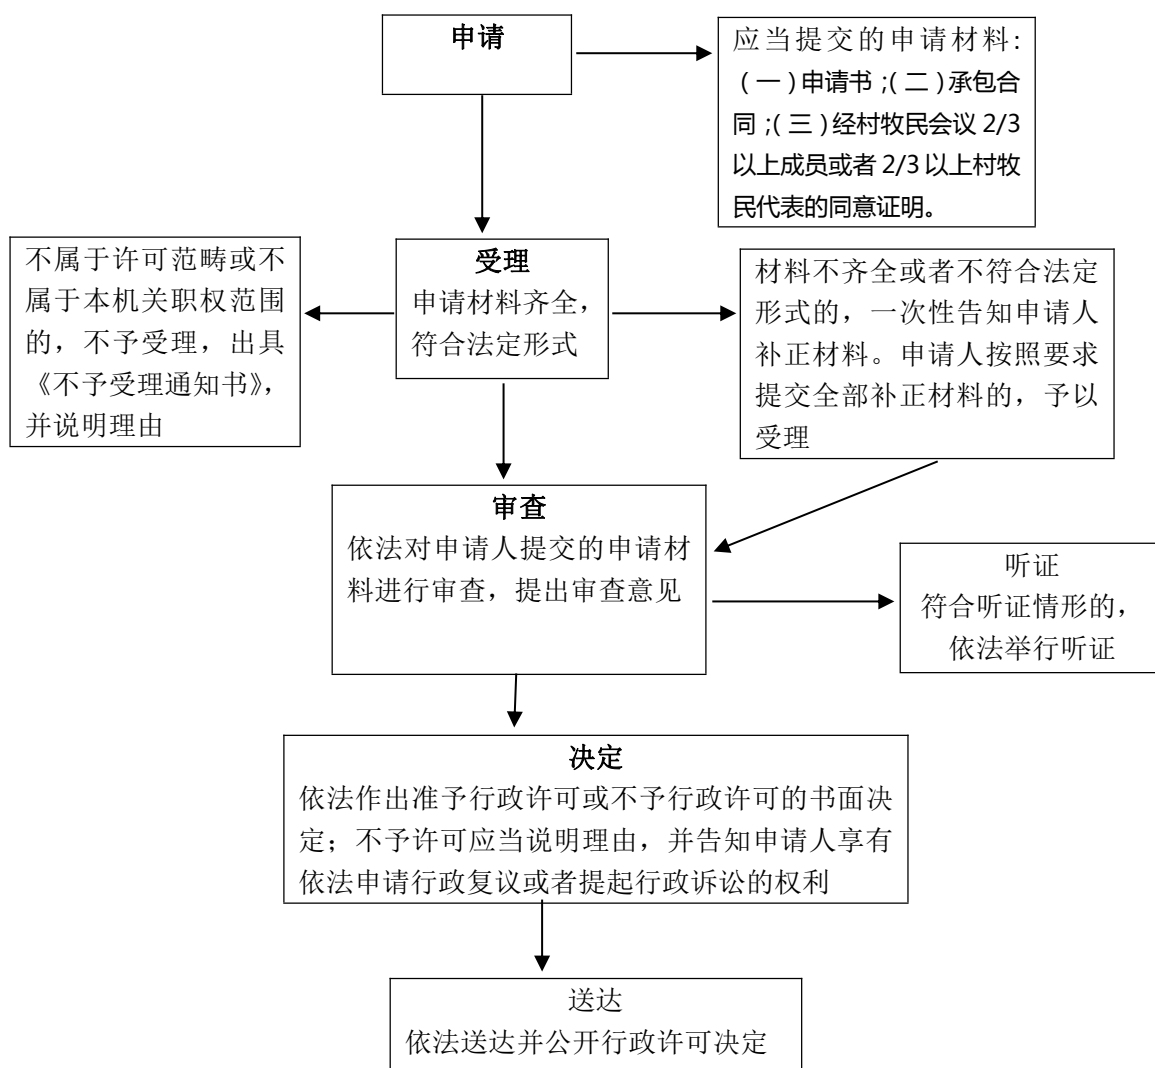 申请
应当提交的申请材料:
（一）申请书;(二)承包合
同;(三)经村牧民会议 2/3
以上成员或者 2/3 以上村牧
民代表的同意证明。
不属于许可范畴或不
属于本机关职权范围
的，不予受理，出具
《不予受理通知书》，
并说明理由
受理
申请材料齐全，
符合法定形式
材料不齐全或者不符合法定
形式的，一次性告知申请人
补正材料。申请人按照要求
提交全部补正材料的，予以
受理
审查
依法对申请人提交的申请材
料进行审查，提出审查意见
听证
符合听证情形的，
依法举行听证
决定
依法作出准予行政许可或不予行政许可的书面决
定；不予许可应当说明理由，并告知申请人享有
依法申请行政复议或者提起行政诉讼的权利
送达
依法送达并公开行政许可决定